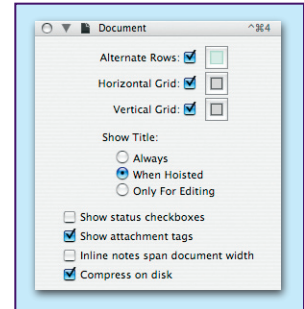 Document ^⌘4
Alternate Rows:
Horizontal Grid:
Vertical Grid:
Show Title:
Always
When Hoisted
Only For Editing
Show status checkboxes
Show attachment tags
Inline notes span document width
Compress on disk